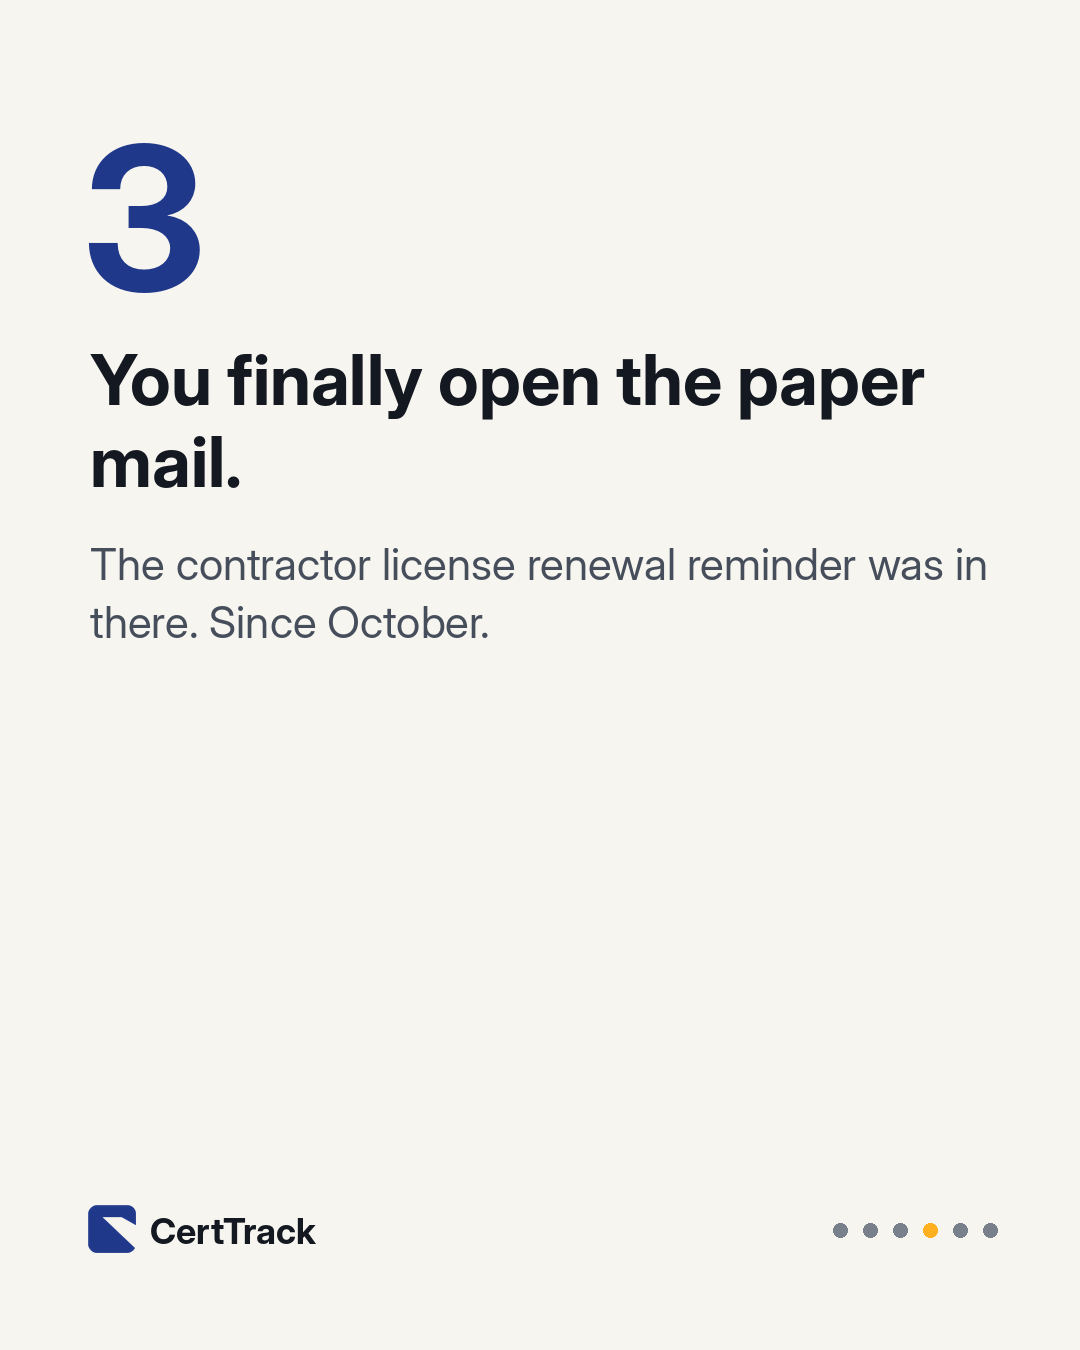 3
You finally open the paper
mail.
The contractor license renewal reminder was in
there. Since October.
CertTrack